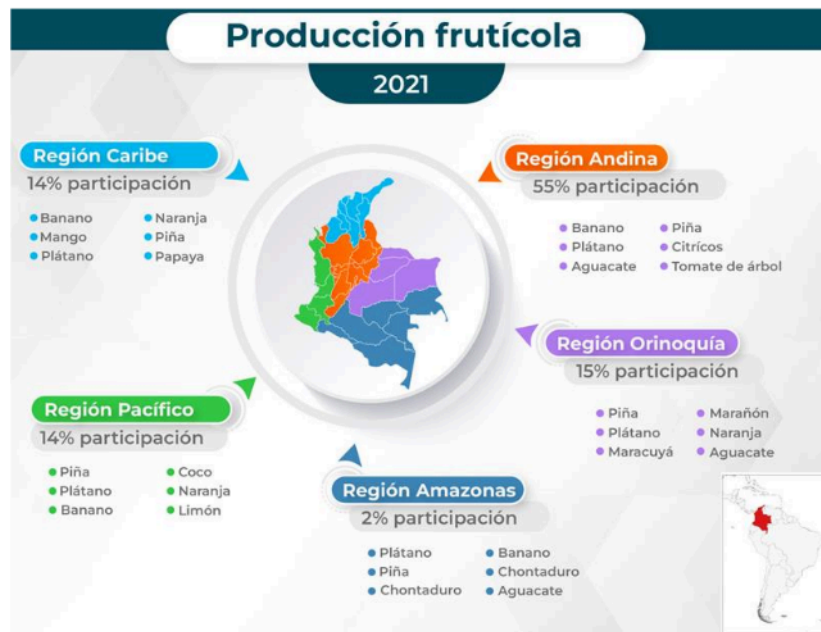 Producción frutícola
2021
Región Caribe
14% participación
Banano
Mango
Plátano
Naranja
Piña
Papaya
Región Andina
55% participación
Banano
Plátano
Aguacate
Piña
Citrícos
Tomate de árbol
Región Orinoquía
15% participación
Piña
Plátano
Maracuyá
Marañón
Naranja
Aguacate
Región Pacífico
14% participación
Piña
Plátano
Banano
Coco
Naranja
Limón
Región Amazonas
2% participación
Plátano
Piña
Chontaduro
Banano
Chontaduro
Aguacate